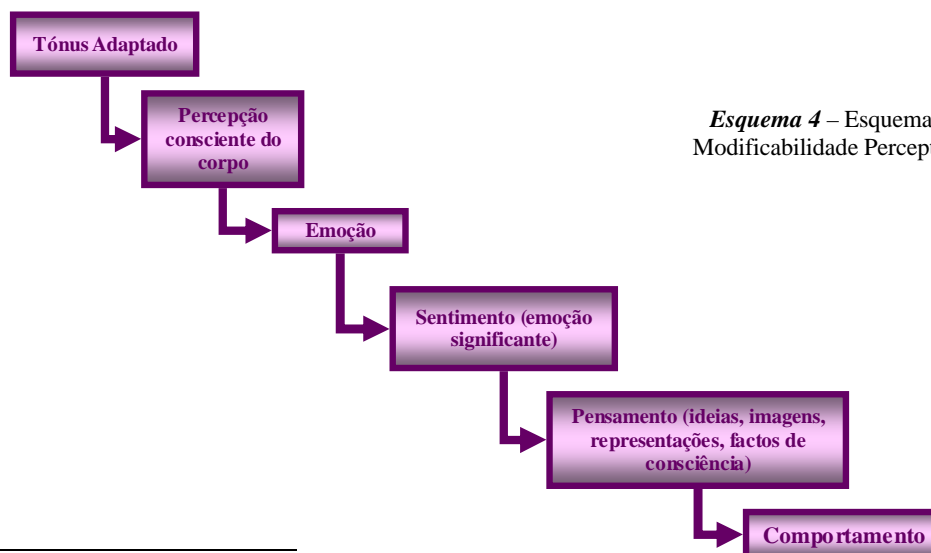 Tónus Adaptado
Percepção
consciente do
corpo
Esquema 4 – Esquema
Modificabilidade
Emoção
Sentimento (emoção
significante)
Pensamento (ideias, imagens,
representações, factos de
consciência)
Comportamento